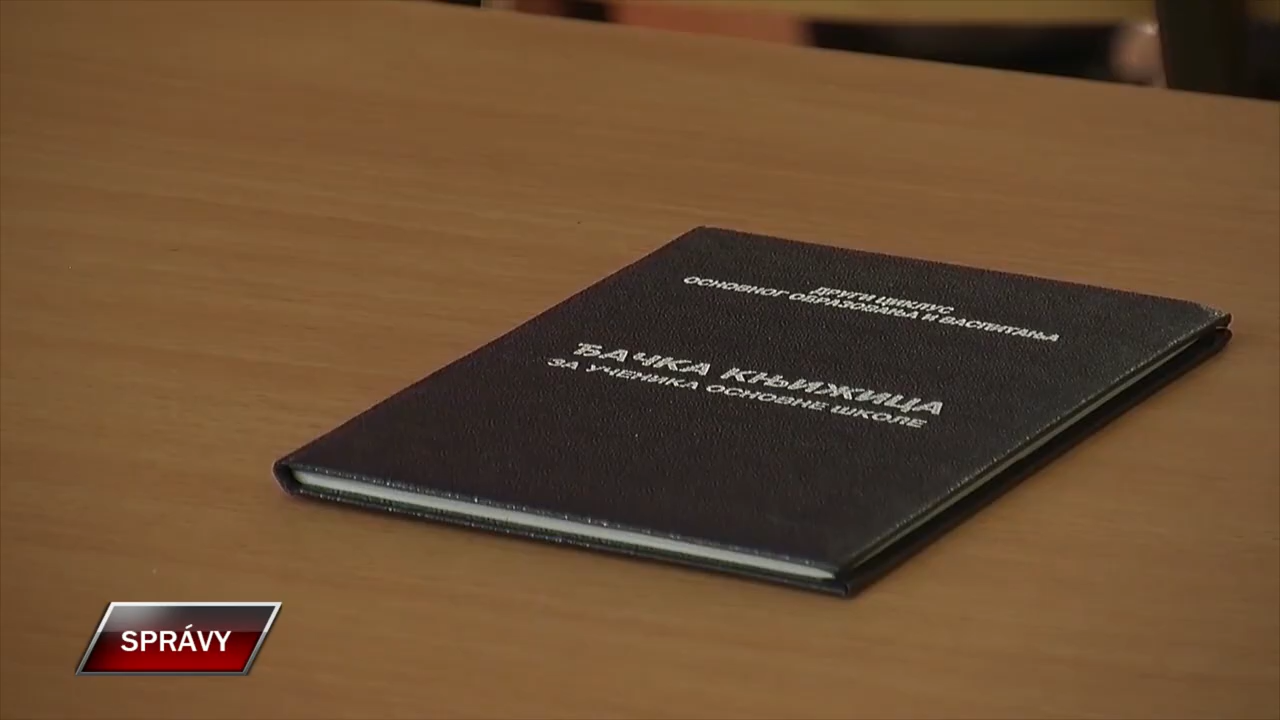 ДРУГИ ЦИКЛУС
ОСНОВНОГ ОБРАЗОВАЊА И ВАСПИТАЊА
ЂАЧКА КЊИЖИЦА
ЗА УЧЕНИКА ОСНОВНЕ ШКОЛЕ
SPRÁVY